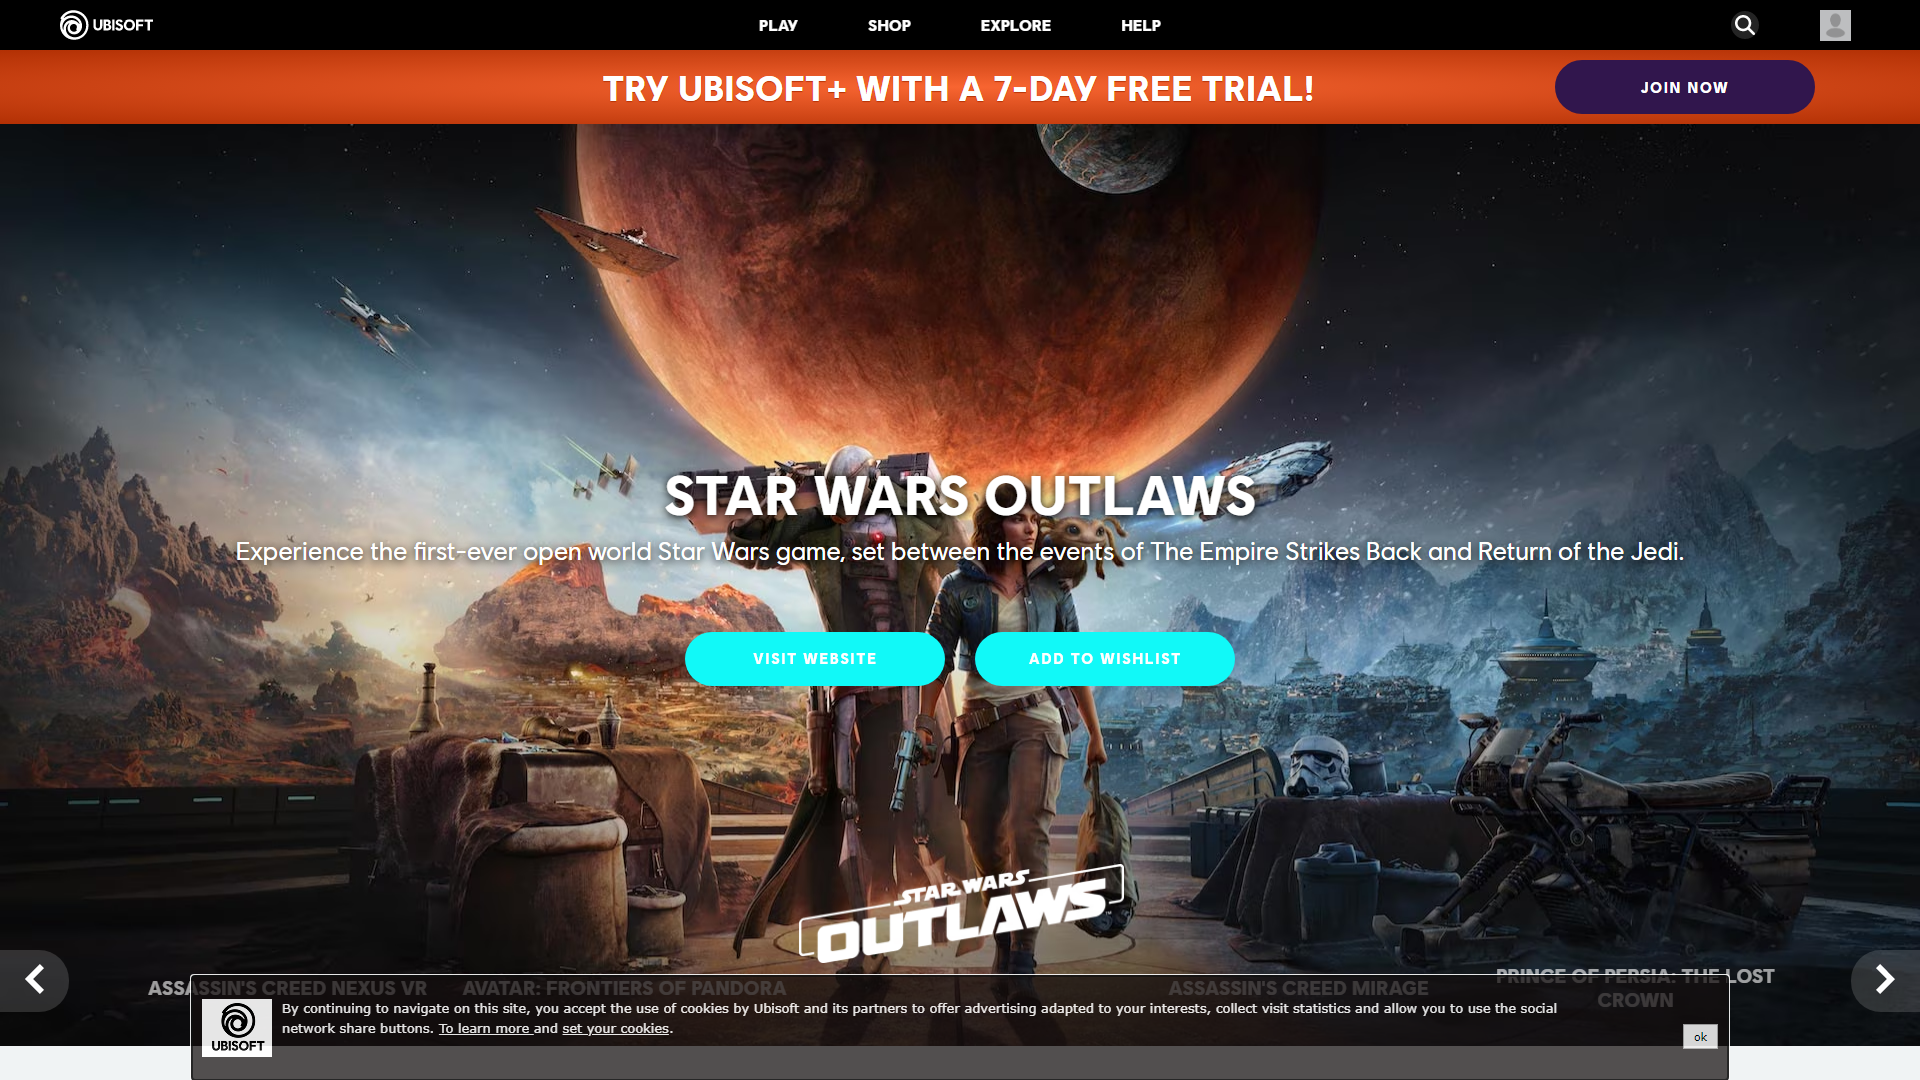 UBISOFT
PLAY
SHOP
EXPLORE
HELP
TRY UBISOFT+ WITH A 7-DAY FREE TRIAL!
JOIN NOW
STAR WARS OUTLAWS
Experience the first-ever open world Star Wars game, set between the events of The Empire Strikes Back and Return of the Jedi.
VISIT WEBSITE
ADD TO WISHLIST
STAR WARS
OUTLAWS
ASSASSIN'S CREED NEXUS VR
AVATAR: FRONTIERS OF PANDORA
ASSASSIN'S CREED MIRAGE
PRINCE OF PERSIA: THE LOST
CROWN
UBISOFT
By continuing to navigate on this site, you accept the use of cookies by Ubisoft and its partners to offer advertising adapted to your interests, collect visit statistics and allow you to use the social
network share buttons. To learn more and set your cookies.
ok